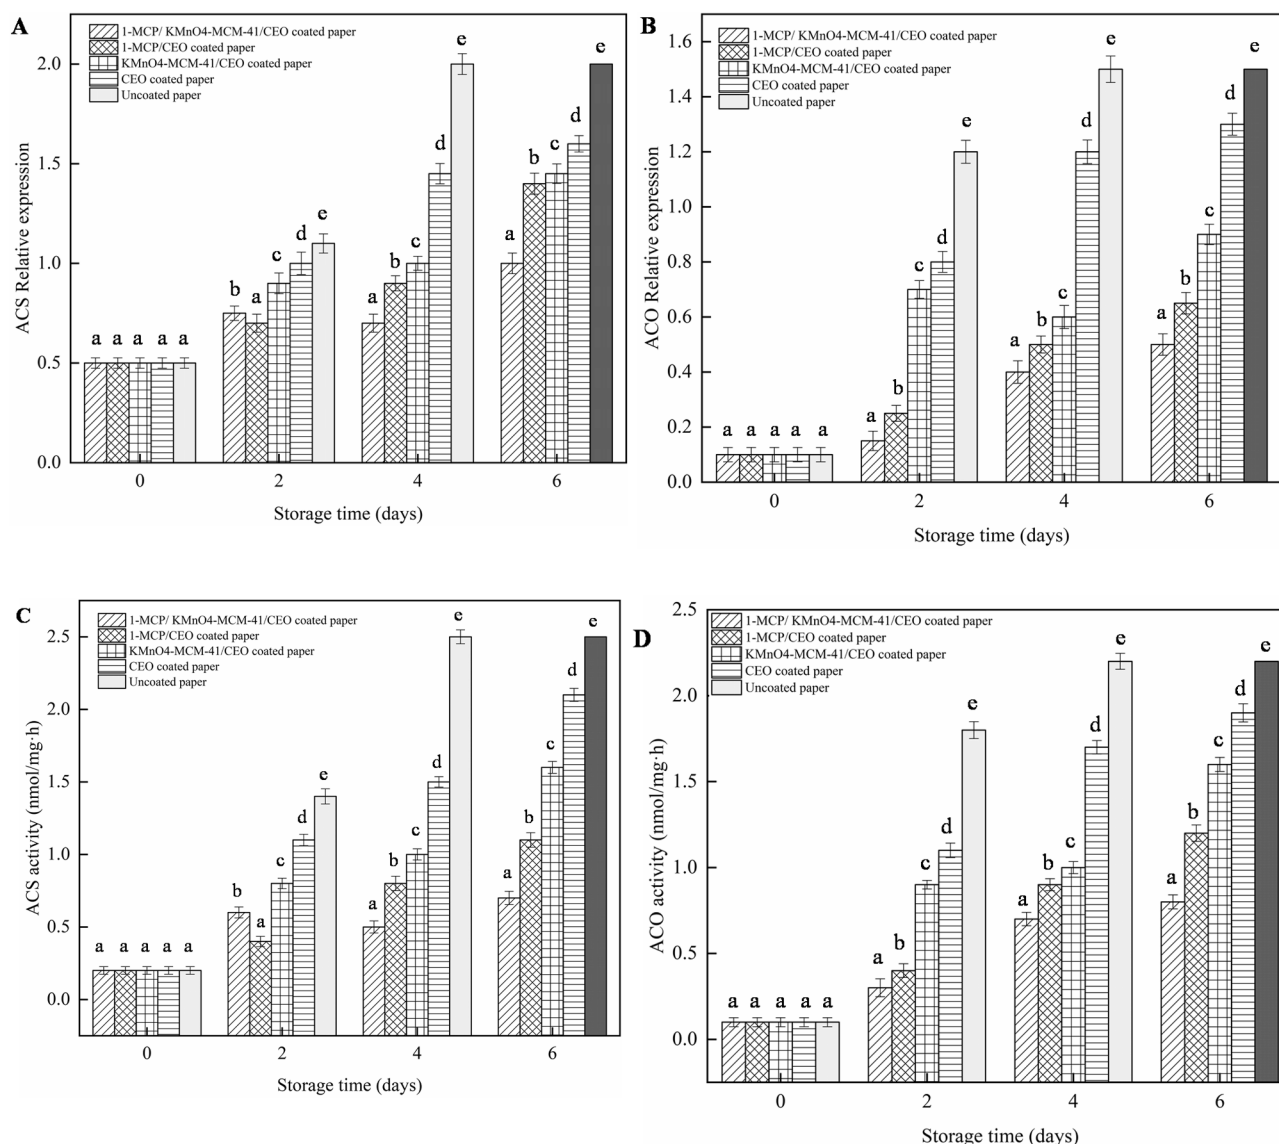 A
1-MCP/ KMnO4-MCM-41/CEO coated paper
1-MCP/CEO coated paper
KMnO4-MCM-41/CEO coated paper
CEO coated paper
Uncoated paper
ACS Relative expression
2.0
1.5
1.0
0.5
0.0
a a a a a
b a c d e
a b c d e
a b c d e
0 2 4 6
Storage time (days)
B
1-MCP/ KMnO4-MCM-41/CEO coated paper
1-MCP/CEO coated paper
KMnO4-MCM-41/CEO coated paper
CEO coated paper
Uncoated paper
ACO Relative expression
1.6
1.4
1.2
1.0
0.8
0.6
0.4
0.2
0.0
a a a a a
a b c d e
a b c d e
a b c d e
0 2 4 6
Storage time (days)
C
1-MCP/ KMnO4-MCM-41/CEO coated paper
1-MCP/CEO coated paper
KMnO4-MCM-41/CEO coated paper
CEO coated paper
Uncoated paper
ACS activity (nmol/mg·h)
2.5
2.0
1.5
1.0
0.5
0.0
a a a a a
b a c d e
a b c d e
a b c d e
0 2 4 6
Storage time (days)
D
1-MCP/ KMnO4-MCM-41/CEO coated paper
1-MCP/CEO coated paper
KMnO4-MCM-41/CEO coated paper
CEO coated paper
Uncoated paper
ACO activity (nmol/mg·h)
2.5
2.0
1.5
1.0
0.5
0.0
a a a a a
a b c d e
a b c d e
a b c d e
0 2 4 6
Storage time (days)